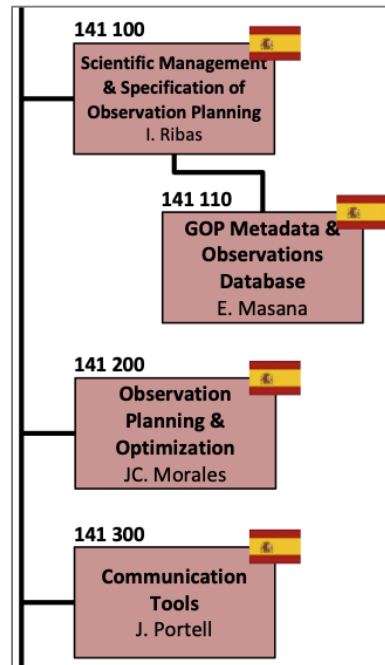 141 100
Scientific Management
& Specification of
Observation Planning
I. Ribas
141 110
GOP Metadata &
Observations
Database
E. Masana
141 200
Observation
Planning &
Optimization
JC. Morales
141 300
Communication
Tools
J. Portell